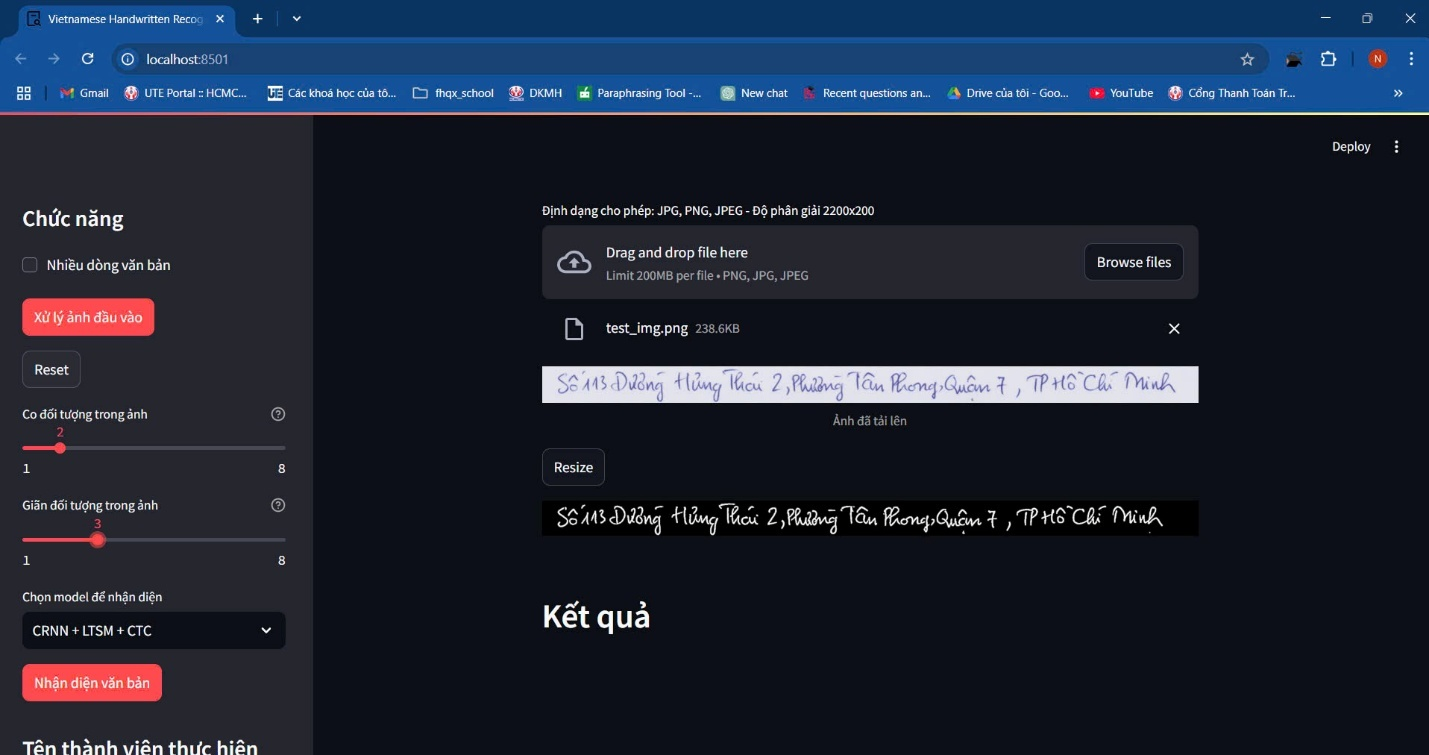 Vietnamese Handwritten Recog
localhost:8501
Gmail
UTE Portal :: HCMC...
Các khoá học của tô...
fhqx_school
DKMH
Paraphrasing Tool -...
New chat
Recent questions an...
Drive của tôi - Goo...
YouTube
Cổng Thanh Toán Tr...
N
Deploy
Chức năng
Nhiều dòng văn bản
Xử lý ảnh đầu vào
Reset
Co đối tượng trong ảnh
2
1 8
Giãn đối tượng trong ảnh
3
1 8
Chọn model để nhận diện
CRNN + LTSM + CTC
Nhận diện văn bản
Tên thành viên thực hiện
Định dạng cho phép: JPG, PNG, JPEG - Độ phân giải 2200x200
Drag and drop file here
Limit 200MB per file • PNG, JPG, JPEG
Browse files
test_img.png 238.6KB
Số 113 Đường Hưng Thái 2, Phường Tân Phong, Quận 7, TP Hồ Chí Minh
Ảnh đã tải lên
Resize
Số 113 Đường Hưng Thái 2, Phường Tân Phong, Quận 7, TP Hồ Chí Minh
Kết quả